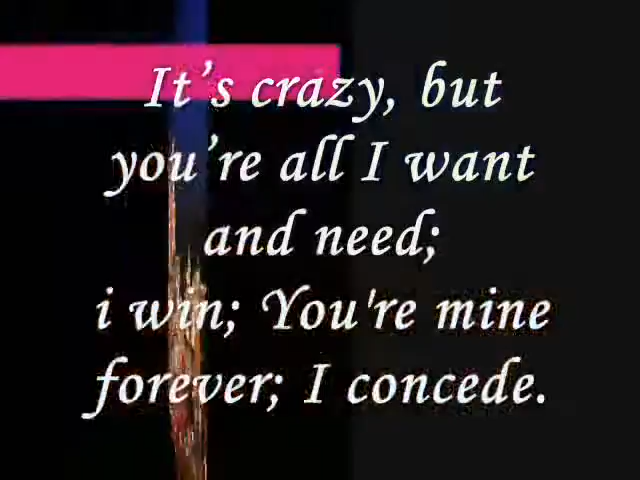 It’s crazy, but
you’re all I want
and need;
i win; You're mine
forever; I concede.